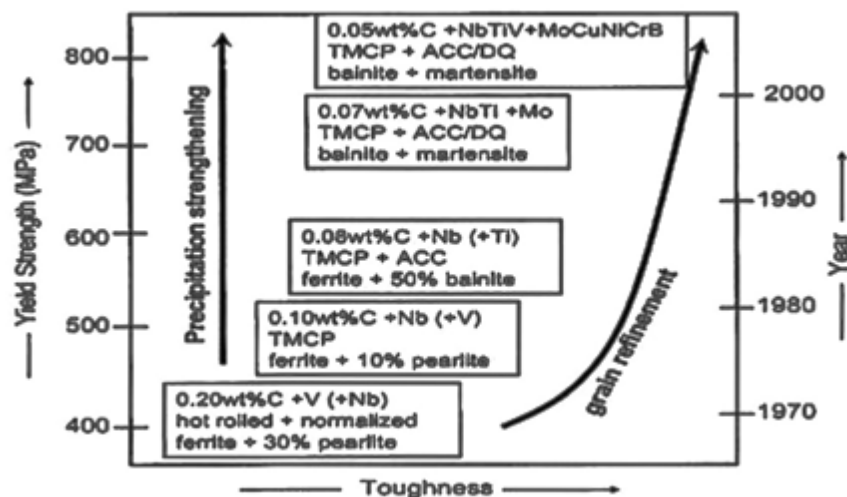 0.05wt%C +NbTiV+MoCuNiCrB
TMCP + ACC/DQ
bainite + martensite
0.07wt%C +NbTi +Mo
TMCP + ACC/DQ
bainite + martensite
0.08wt%C +Nb (+Ti)
TMCP + ACC
ferrite + 50% bainite
0.10wt%C +Nb (+V)
TMCP
ferrite + 10% pearlite
0.20wt%C +V (+Nb)
hot rolled + normalized
ferrite + 30% pearlite
Precipitation strengthening
grain refinement
Yield Strength (MPa)
800
700
600
500
400
Year
2000
1990
1980
1970
Toughness